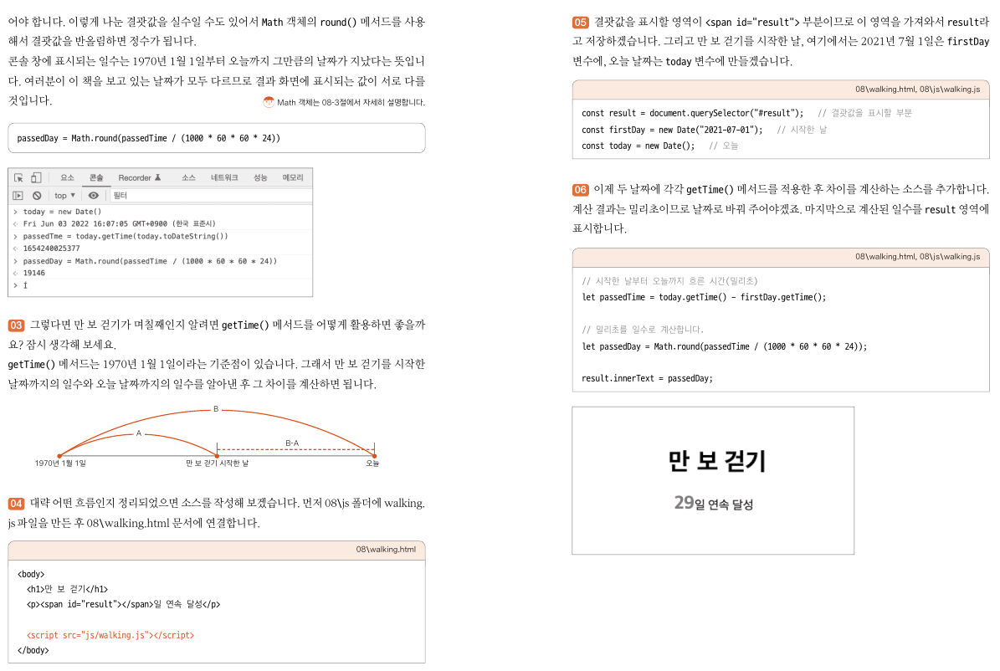 어야 합니다. 이렇게 나눈 결괏값을 실수일 수도 있어서 Math 객체의 round() 메서드를 사용
해서 결괏값을 반올림하면 정수가 됩니다.
콘솔 창에 표시되는 일수는 1970년 1월 1일부터 오늘까지 그만큼의 날짜가 지났다는 뜻입니
다. 여러분이 이 책을 보고 있는 날짜가 모두 다르므로 결과 화면에 표시되는 값이 서로 다를
것입니다.
Math 객체는 08-3절에서 자세히 설명합니다.
passedDay = Math.round(passedTime / (1000 * 60 * 60 * 24))
요소 콘솔 Recorder 소스 네트워크 성능 메모리
top ▼ 필터
> today = new Date()
< Fri Jun 03 2022 16:07:05 GMT+0900 (한국 표준시)
> passedTme = today.getTime(today.toDateString())
< 1654240025377
> passedDay = Math.round(passedTime / (1000 * 60 * 60 * 24))
< 19146
>
03 그렇다면 만 보 걷기가 며칠째인지 알려면 getTime() 메서드를 어떻게 활용하면 좋을까
요? 잠시 생각해 보세요.
getTime() 메서드는 1970년 1월 1일이라는 기준점이 있습니다. 그래서 만 보 걷기를 시작한
날짜까지의 일수와 오늘 날짜까지의 일수를 알아낸 후 그 차이를 계산하면 됩니다.
B
A
B-A
1970년 1월 1일 만 보 걷기 시작한 날 오늘
04 대략 어떤 흐름인지 정리되었으면 소스를 작성해 보겠습니다. 먼저 08\js 폴더에 walking.
js 파일을 만든 후 08\walking.html 문서에 연결합니다.
08\walking.html
<body>
<h1>만 보 걷기</h1>
<p><span id="result"></span>일 연속 달성</p>
<script src="js/walking.js"></script>
</body>
05 결괏값을 표시할 영역이 <span id="result"> 부분이므로 이 영역을 가져와서 result라
고 저장하겠습니다. 그리고 만 보 걷기를 시작한 날, 여기에서는 2021년 7월 1일은 firstDay
변수에, 오늘 날짜는 today 변수에 만들겠습니다.
08\walking.html, 08\js\walking.js
const result = document.querySelector("#result"); // 결괏값을 표시할 부분
const firstDay = new Date("2021-07-01"); // 시작한 날
const today = new Date(); // 오늘
06 이제 두 날짜에 각각 getTime() 메서드를 적용한 후 차이를 계산하는 소스를 추가합니다.
계산 결과는 밀리초이므로 날짜로 바꿔 주어야겠죠. 마지막으로 계산된 일수를 result 영역에
표시합니다.
08\walking.html, 08\js\walking.js
// 시작한 날부터 오늘까지 흐른 시간(밀리초)
let passedTime = today.getTime() - firstDay.getTime();
// 밀리초를 일수로 계산합니다.
let passedDay = Math.round(passedTime / (1000 * 60 * 60 * 24));
result.innerText = passedDay;
만 보 걷기
29일 연속 달성